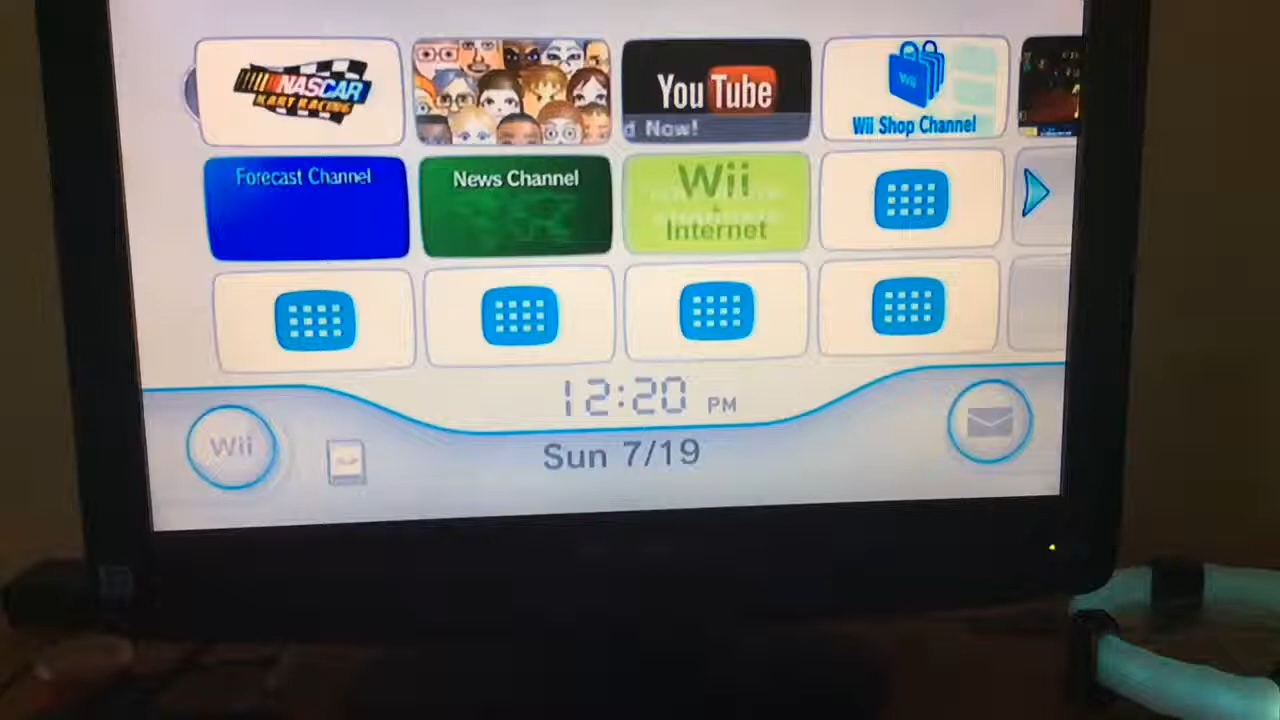 NASCAR
KART RACING
YouTube
d Now!
Wii
Wii Shop Channel
Forecast Channel
News Channel
Wii
+
Internet
12:20 PM
Wii
Sun 7/19